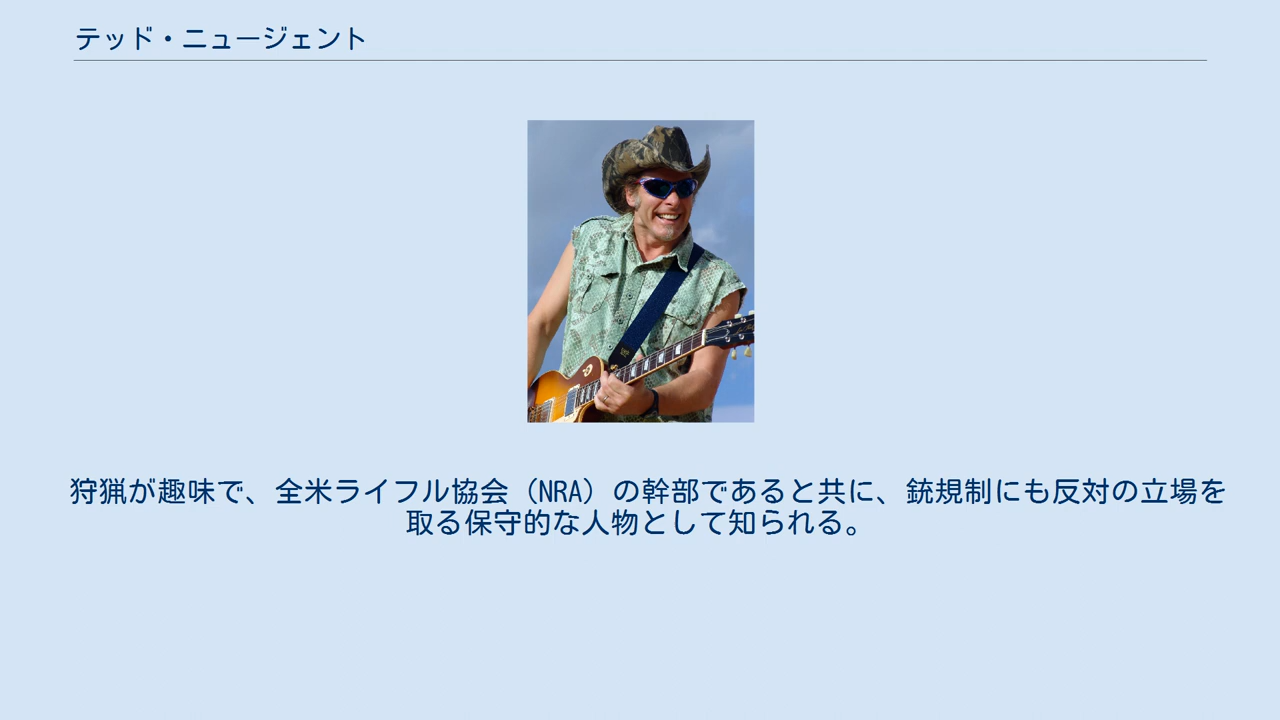 テッド・ニュージェント
狩猟が趣味で、全米ライフル協会（NRA）の幹部であると共に、銃規制にも反対の立場を
取る保守的な人物として知られる。